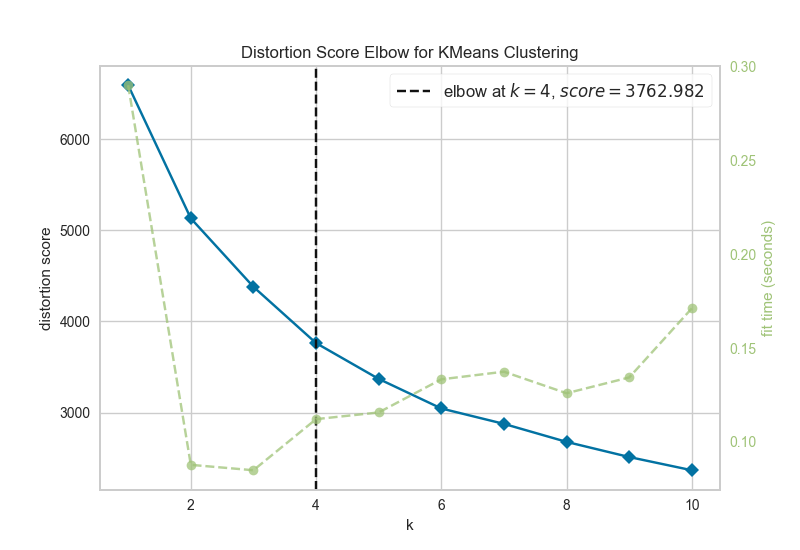 Distortion Score Elbow for KMeans Clustering
elbow at k = 4, score = 3762.982
distortion score
6000
5000
4000
3000
0.30
0.25
0.20
0.15
0.10
fit time (seconds)
2
4
6
8
10
k